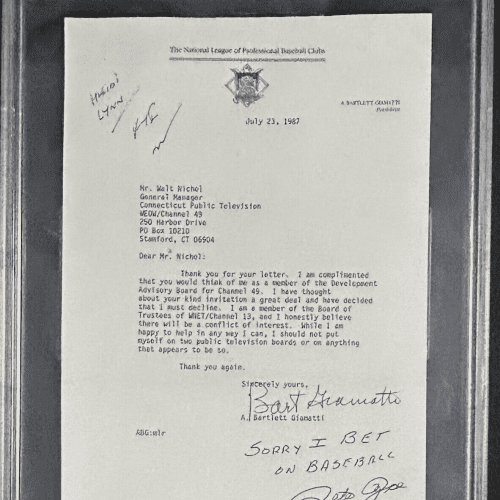 The National League of Professional Baseball Clubs
A BARTLETT GIAMATTI
President
LYNN
July 23, 1987
Mr. Walt Nichol
General Manager
Connecticut Public Television
WEDW/Channel 49
250 Harbor Drive
PO Box 10210
Stamford, CT 06904
Dear Mr. Nichol:
Thank you for your letter. I am complimented
that you would think of me as a member of the Development
Advisory Board for Channel 49. I have thought
about your kind invitation a great deal and have decided
that I must decline. I am a member of the Board of
Trustees of WNET/Channel 13, and I honestly believe
there will be a conflict of interest. While I am
happy to help in any way I can, I should not put
myself on two public television boards or on anything
that appears to be so.
Thank you again.
Sincerely yours,
Bart Giamatti
A. Bartlett Giamatti
ABG:mlr
SORRY I BET
ON BASEBALL
Pete Rose